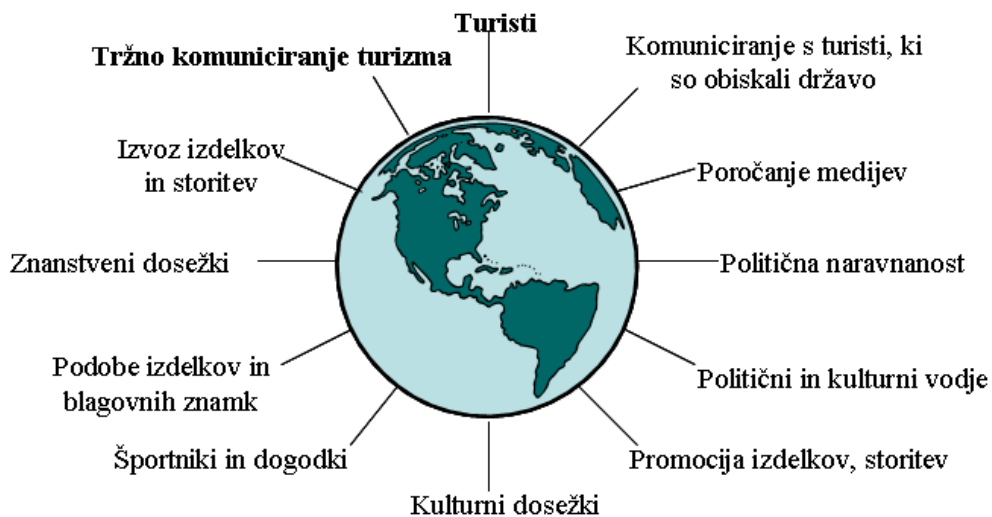 Turisti
Tržno komuniciranje turizma
Komuniciranje s turisti, ki
so obiskali državo
Izvoz izdelkov
in storitev
Poročanje medijev
Znanstveni dosežki
Politična naravnanost
Podobe izdelkov in
blagovnih znamk
Politični in kulturni vodje
Športniki in dogodki
Promocija izdelkov, storitev
Kulturni dosežki